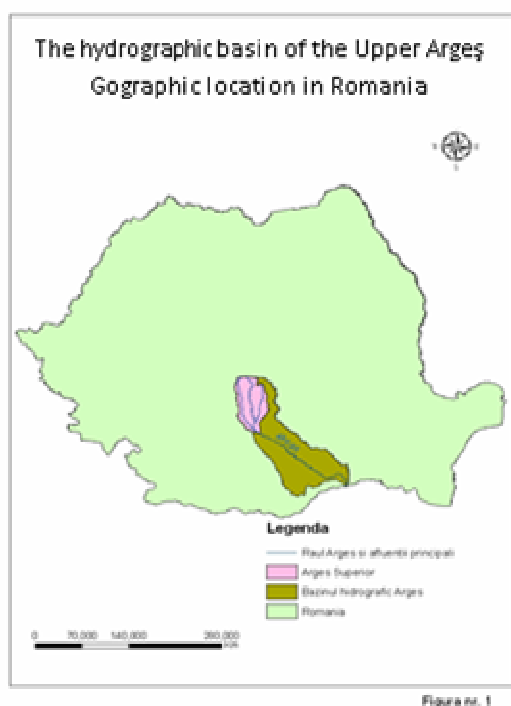 The hydrographic basin of the Upper Argeş
Gographic location in Romania
Legenda
Raul Arges si afluentii principali
Arges Superior
Bazinul hidrografic Arges
Romania
0 70,000 140,000 280,000
Figura nr. 1